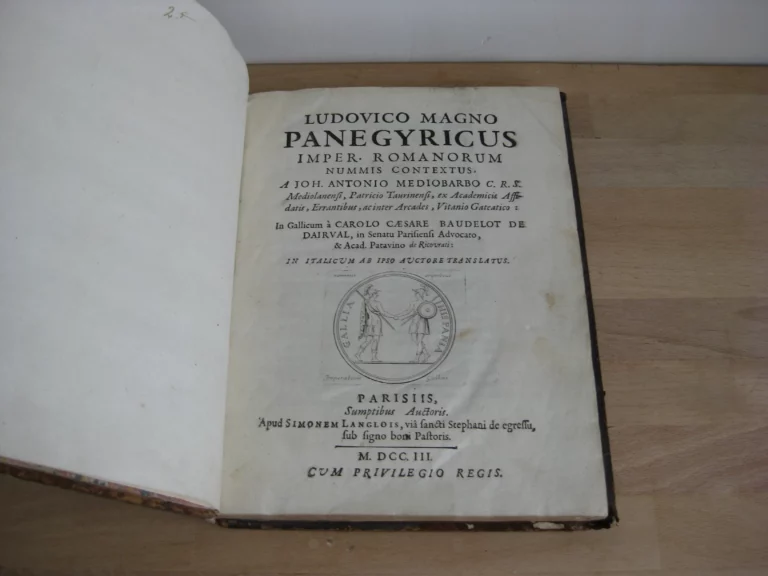 2.-
LUDOVICO MAGNO
PANEGYRICUS
IMPER. ROMANORUM
NUMMIS CONTEXTUS.
A JOH. ANTONIO MEDIOBARBO C. R. S.
Mediolanensi, Patricio Taurinensi, ex Academicis Affi-
datis, Errantibus, ac inter Arcades, Vitanio Gateatico:
In Gallicum à CAROLO CÆSARE BAUDELOT DE
DAIRVAL, in Senatu Parisiensi Advocato,
& Acad. Patavino de Ricovrati:
IN ITALICUM AB IPSO AUCTORE TRANSLATUS.
GALLIA HISPANIA
PARISIIS,
Sumptibus Auctoris.
Apud SIMONEM LANGLOIS, viâ sancti Stephani de egressu,
sub signo boni Pastoris.
M. DCC. III.
CUM PRIVILEGIO REGIS.